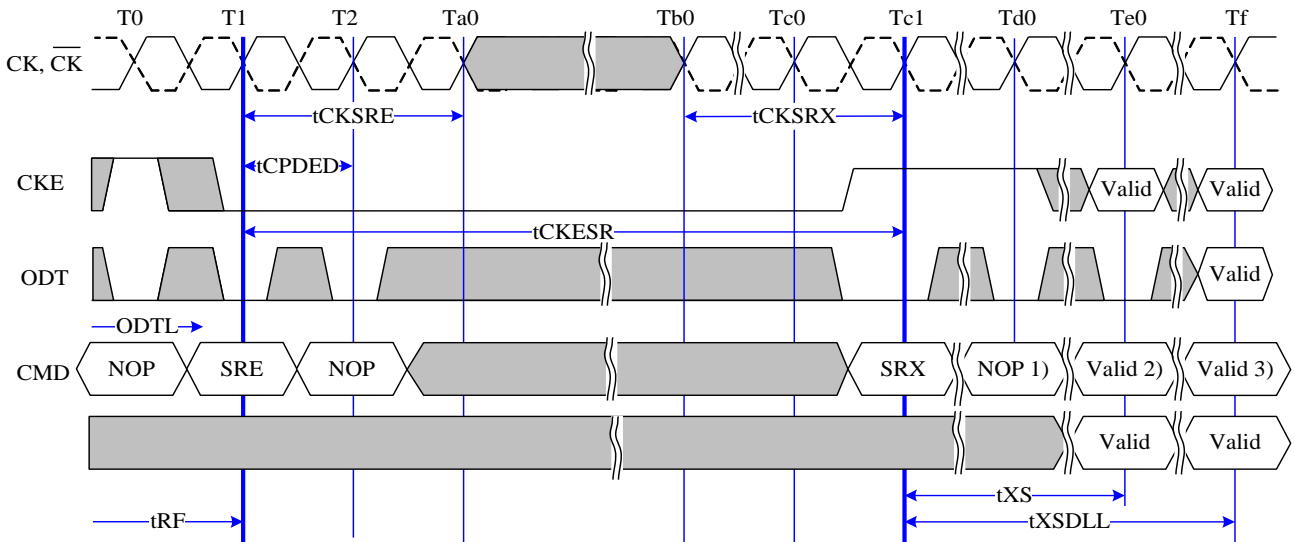 T0 T1 T2 Ta0 Tb0 Tc0 Tc1 Td0 Te0 Tf
CK, CK
tCKSRE tCKSRX
tCPDED
CKE Valid Valid
tCKESR
ODT Valid
ODTL
CMD NOP SRE NOP SRX NOP 1) Valid 2) Valid 3)
Valid Valid
tXS
tRF tXSDLL